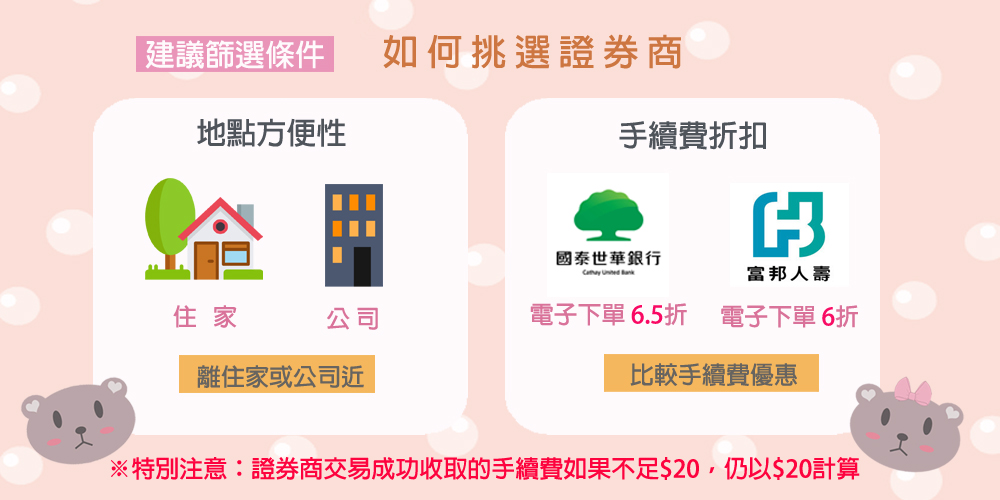 建議篩選條件
如何挑選證券商
地點方便性
住家
公司
離住家或公司近
手續費折扣
國泰世華銀行
Cathay United Bank
電子下單 6.5折
富邦人壽
電子下單 6折
比較手續費優惠
※特別注意：證券商交易成功收取的手續費如果不足$20，仍以$20計算